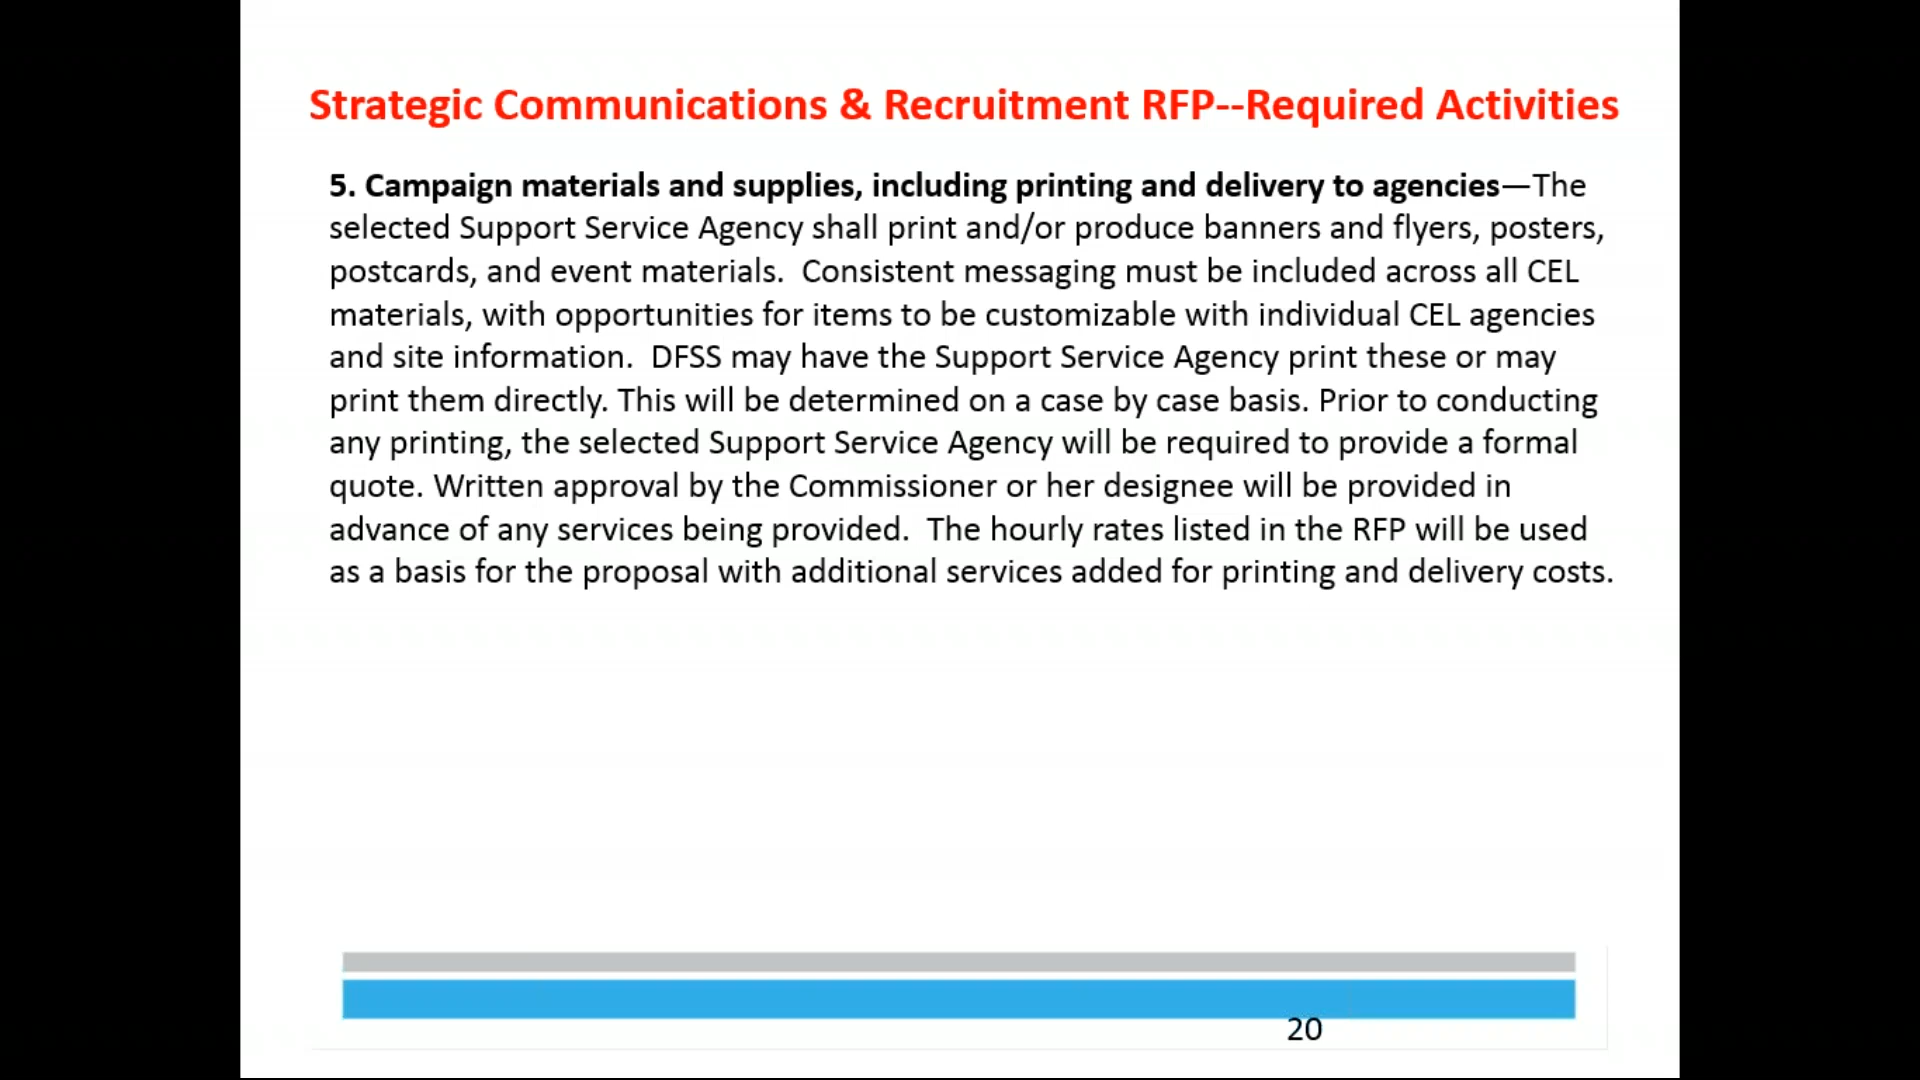 Strategic Communications & Recruitment RFP--Required Activities
5. Campaign materials and supplies, including printing and delivery to agencies—The
selected Support Service Agency shall print and/or produce banners and flyers, posters,
postcards, and event materials.  Consistent messaging must be included across all CEL
materials, with opportunities for items to be customizable with individual CEL agencies
and site information.  DFSS may have the Support Service Agency print these or may
print them directly. This will be determined on a case by case basis. Prior to conducting
any printing, the selected Support Service Agency will be required to provide a formal
quote. Written approval by the Commissioner or her designee will be provided in
advance of any services being provided.  The hourly rates listed in the RFP will be used
as a basis for the proposal with additional services added for printing and delivery costs.
20